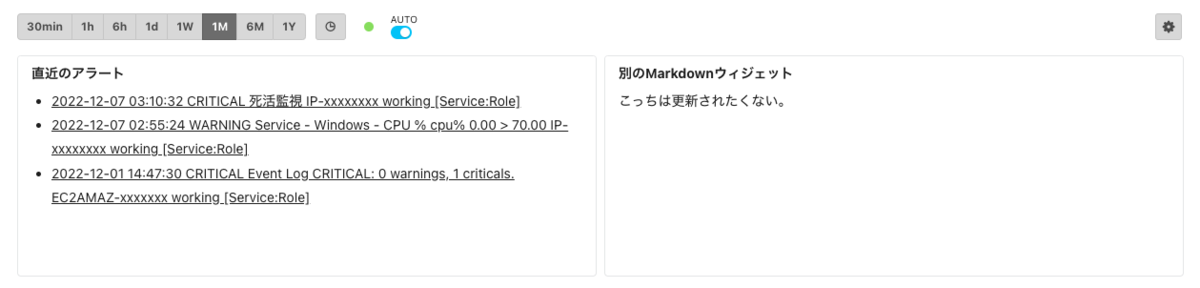 30min 1h 6h 1d 1W 1M 6M 1Y AUTO
直近のアラート
2022-12-07 03:10:32 CRITICAL 死活監視 IP-xxxxxxxx working [Service:Role]
2022-12-07 02:55:24 WARNING Service - Windows - CPU % cpu% 0.00 > 70.00 IP-
xxxxxxxx working [Service:Role]
2022-12-01 14:47:30 CRITICAL Event Log CRITICAL: 0 warnings, 1 criticals.
EC2AMAZ-xxxxxxx working [Service:Role]
別のMarkdownウィジェット
こっちは更新されたくない。